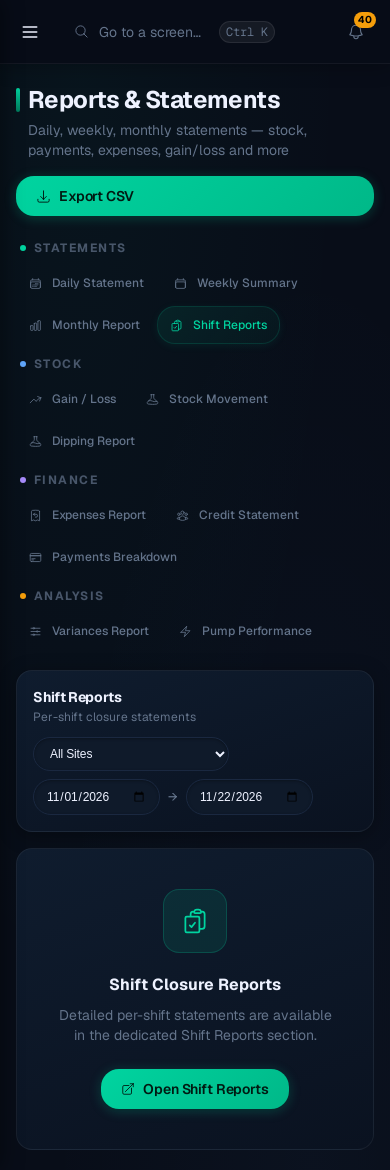 Go to a screen...
Ctrl K
40
Reports & Statements
Daily, weekly, monthly statements — stock,
payments, expenses, gain/loss and more
Export CSV
STATEMENTS
Daily Statement
Weekly Summary
Monthly Report
Shift Reports
STOCK
Gain / Loss
Stock Movement
Dipping Report
FINANCE
Expenses Report
Credit Statement
Payments Breakdown
ANALYSIS
Variances Report
Pump Performance
Shift Reports
Per-shift closure statements
All Sites
11/01/2026 → 11/22/2026
Shift Closure Reports
Detailed per-shift statements are available
in the dedicated Shift Reports section.
Open Shift Reports